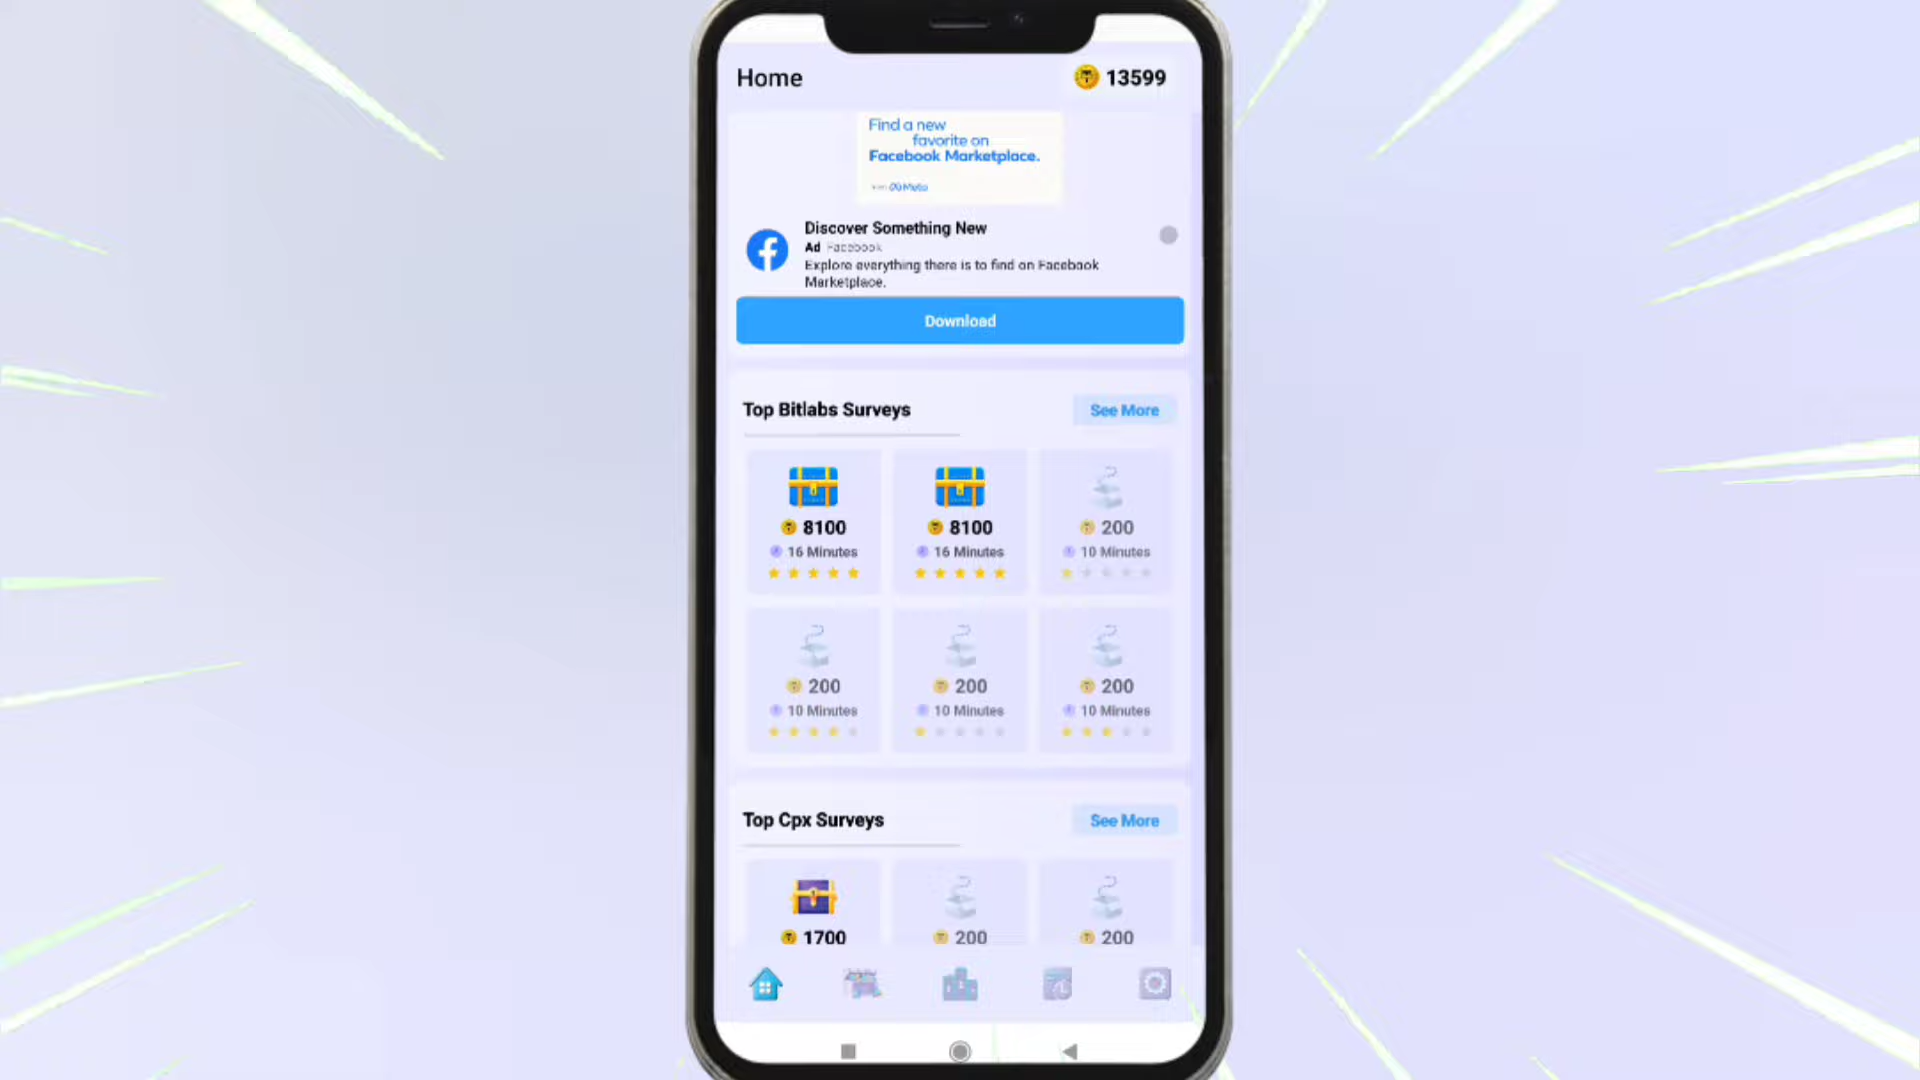 Home
13599
Find a new
favorite on
Facebook Marketplace.
Meta
Discover Something New
Ad Facebook
Explore everything there is to find on Facebook
Marketplace.
Download
Top Bitlabs Surveys
See More
8100
8100
200
16 Minutes
16 Minutes
10 Minutes
200
200
200
10 Minutes
10 Minutes
10 Minutes
Top Cpx Surveys
See More
1700
200
200